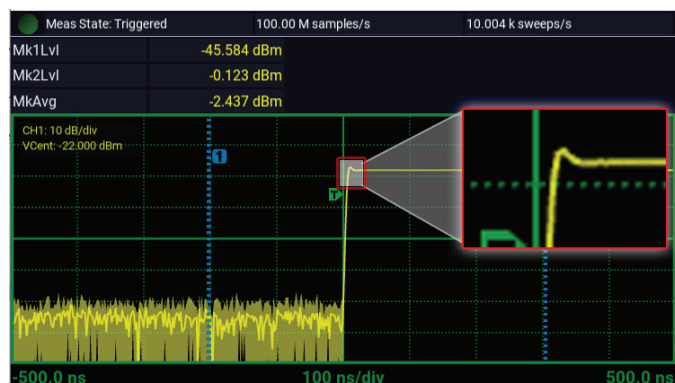 Meas State: Triggered 100.00 M samples/s 10.004 k sweeps/s
Mk1Lvl -45.584 dBm
Mk2Lvl -0.123 dBm
MkAvg -2.437 dBm
CH1: 10 dB/div
VCent: -22.000 dBm
1
T
-500.0 ns 100 ns/div 500.0 ns